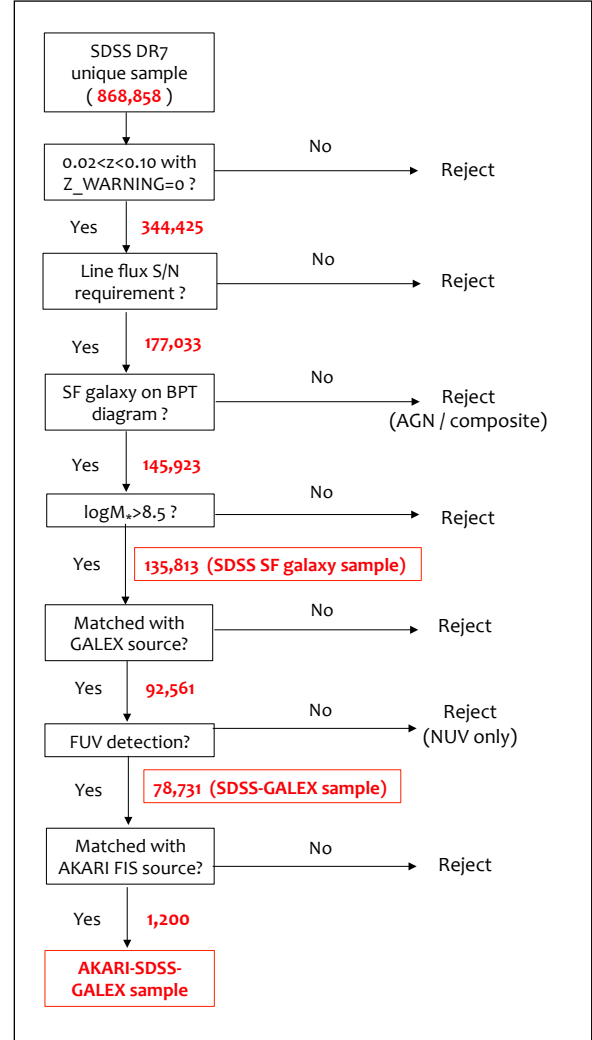 SDSS DR7
unique sample
( 868,858 )
0.02<z<0.10 with
Z_WARNING=0 ?
No
Reject
Yes 344,425
Line flux S/N
requirement ?
No
Reject
Yes 177,033
SF galaxy on BPT
diagram ?
No
Reject
(AGN / composite)
Yes 145,923
logM*>8.5 ?
No
Reject
Yes 135,813 (SDSS SF galaxy sample)
Matched with
GALEX source?
No
Reject
Yes 92,561
FUV detection?
No
Reject
(NUV only)
Yes 78,731 (SDSS-GALEX sample)
Matched with
AKARI FIS source?
No
Reject
Yes 1,200
AKARI-SDSS-
GALEX sample